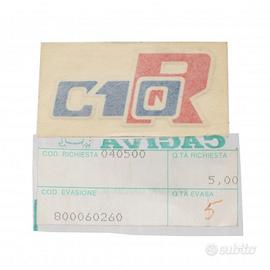 C10R
N
CAGIVA
COD. RICHIESTA 040500
Q.TA RICHIESTA
5,00
COD. EVASIONE
800060260
Q.TA EVASA
5
subito